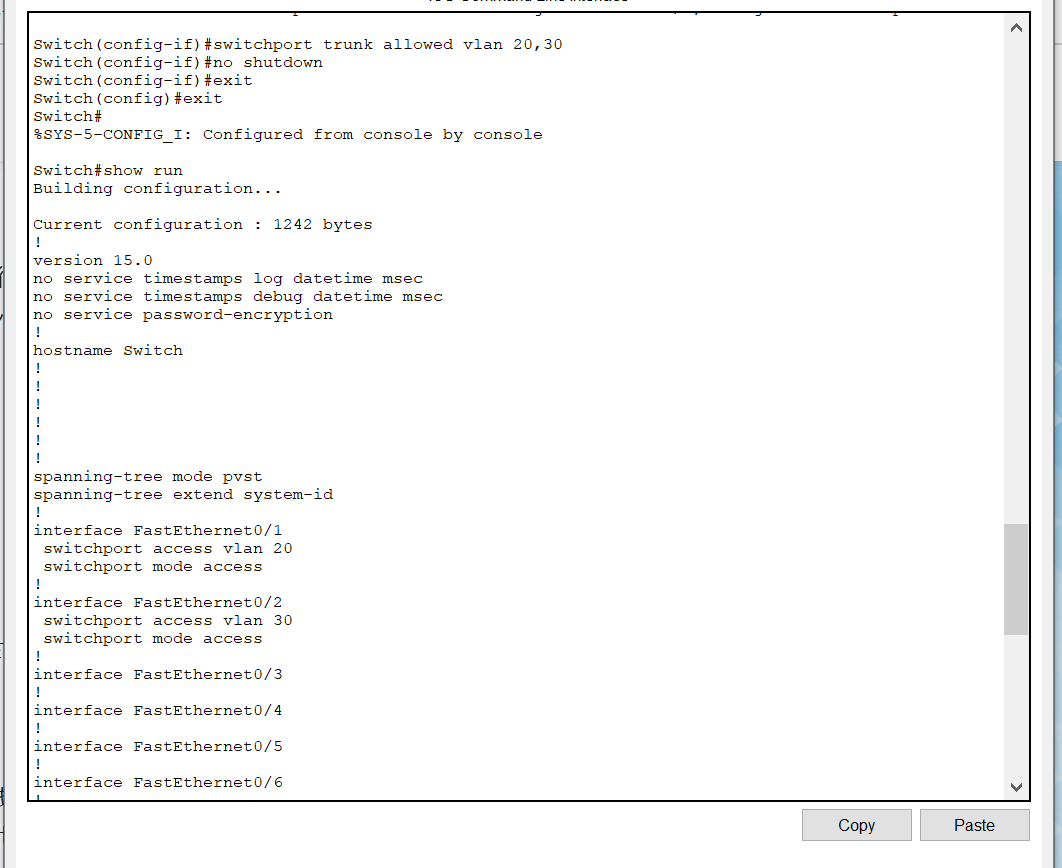 Switch(config-if)#switchport trunk allowed vlan 20,30
Switch(config-if)#no shutdown
Switch(config-if)#exit
Switch(config)#exit
Switch#
%SYS-5-CONFIG_I: Configured from console by console
Switch#show run
Building configuration...
Current configuration : 1242 bytes
!
version 15.0
no service timestamps log datetime msec
no service timestamps debug datetime msec
no service password-encryption
!
hostname Switch
!
!
!
!
!
!
spanning-tree mode pvst
spanning-tree extend system-id
!
interface FastEthernet0/1
switchport access vlan 20
switchport mode access
!
interface FastEthernet0/2
switchport access vlan 30
switchport mode access
!
interface FastEthernet0/3
!
interface FastEthernet0/4
!
interface FastEthernet0/5
!
interface FastEthernet0/6
!
Copy
Paste